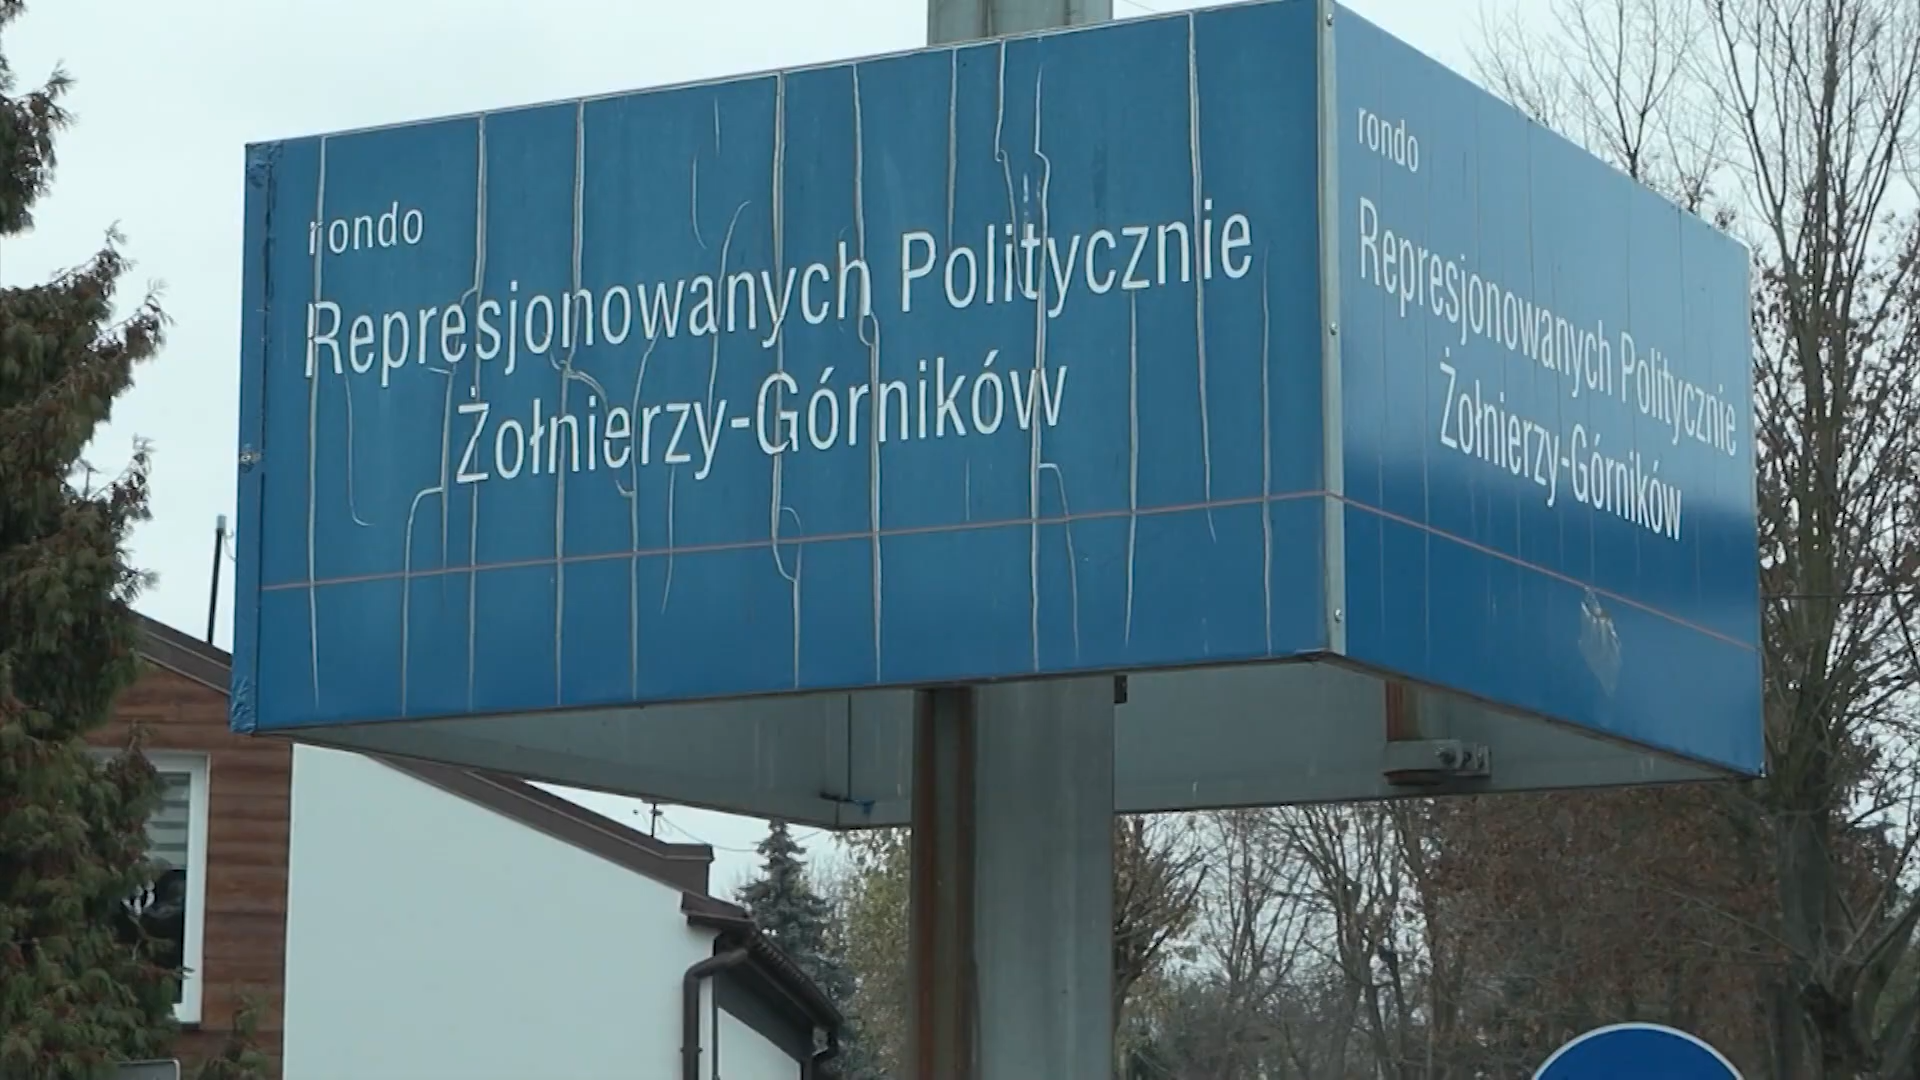 rondo
Represjonowanych Politycznie
Żołnierzy-Górników
rondo
Represjonowanych Politycznie
Żołnierzy-Górników